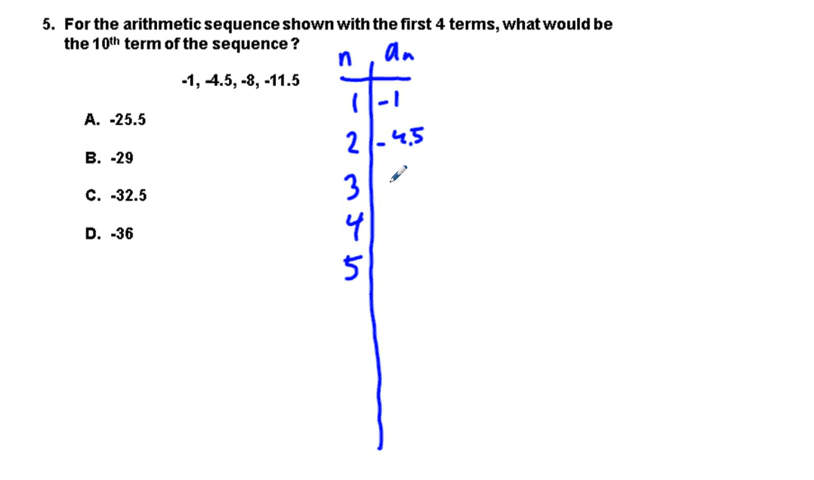 5. For the arithmetic sequence shown with the first 4 terms, what would be
the 10th term of the sequence?
n an
-1, -4.5, -8, -11.5
1 -1
A. -25.5
2 -4.5
B. -29
3
C. -32.5
4
D. -36
5